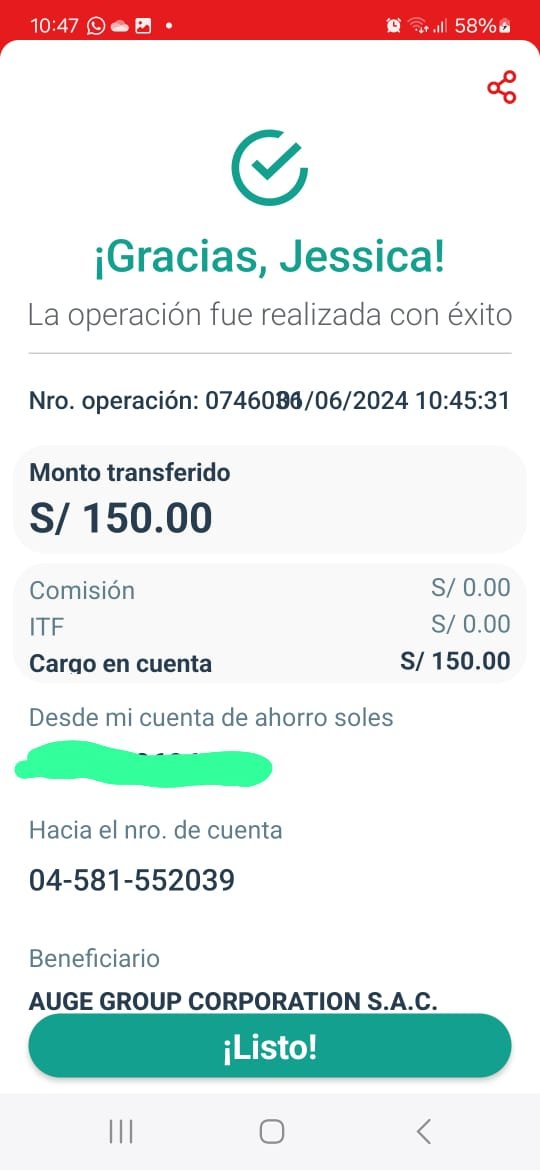 10:47 58%
¡Gracias, Jessica!
La operación fue realizada con éxito
Nro. operación: 07460 /06/2024 10:45:31
Monto transferido
S/ 150.00
Comisión S/ 0.00
ITF S/ 0.00
Cargo en cuenta S/ 150.00
Desde mi cuenta de ahorro soles
Hacia el nro. de cuenta
04-581-552039
Beneficiario
AUGE GROUP CORPORATION S.A.C.
¡Listo!